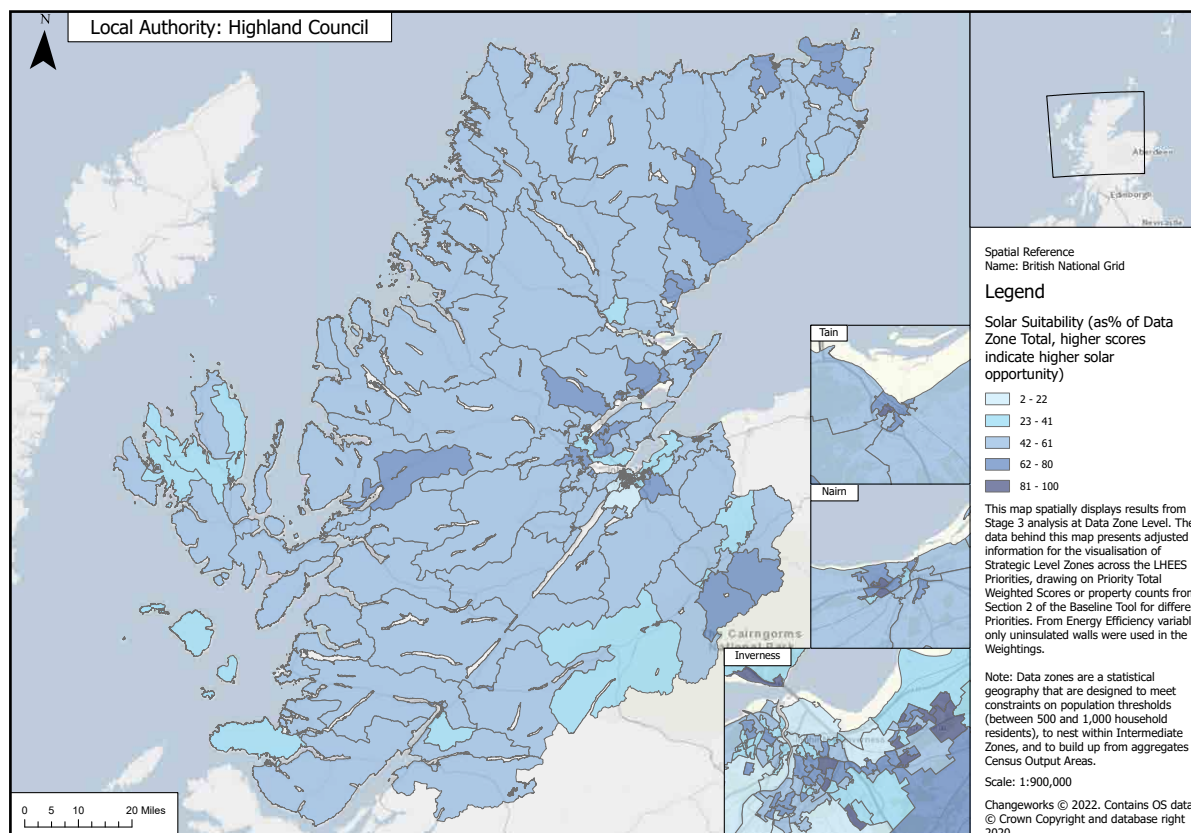 N
Local Authority: Highland Council
Aberdeen
Edinburgh
Newcastle
Spatial Reference
Name: British National Grid
Legend
Solar Suitability (as% of Data
Zone Total, higher scores
indicate higher solar
opportunity)
2 - 22
23 - 41
42 - 61
62 - 80
81 - 100
This map spatially displays results from
Stage 3 analysis at Data Zone Level. The
data behind this map presents adjusted
information for the visualisation of
Strategic Level Zones across the LHEES
Priorities, drawing on Priority Total
Weighted Scores or property counts from
Section 2 of the Baseline Tool for differe
Priorities. From Energy Efficiency variabl
only uninsulated walls were used in the
Weightings.
Note: Data zones are a statistical
geography that are designed to meet
constraints on population thresholds
(between 500 and 1,000 household
residents), to nest within Intermediate
Zones, and to build up from aggregates
Census Output Areas.
Scale: 1:900,000
Changeworks © 2022. Contains OS data
© Crown Copyright and database right
2020
Tain
Nairn
Cairngorms
Inverness
0 5 10 20 Miles